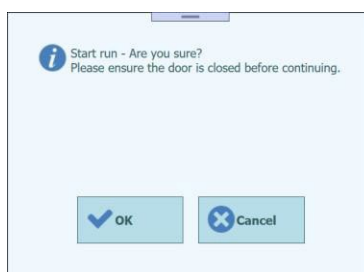 Start run - Are you sure?
Please ensure the door is closed before continuing.
OK
Cancel